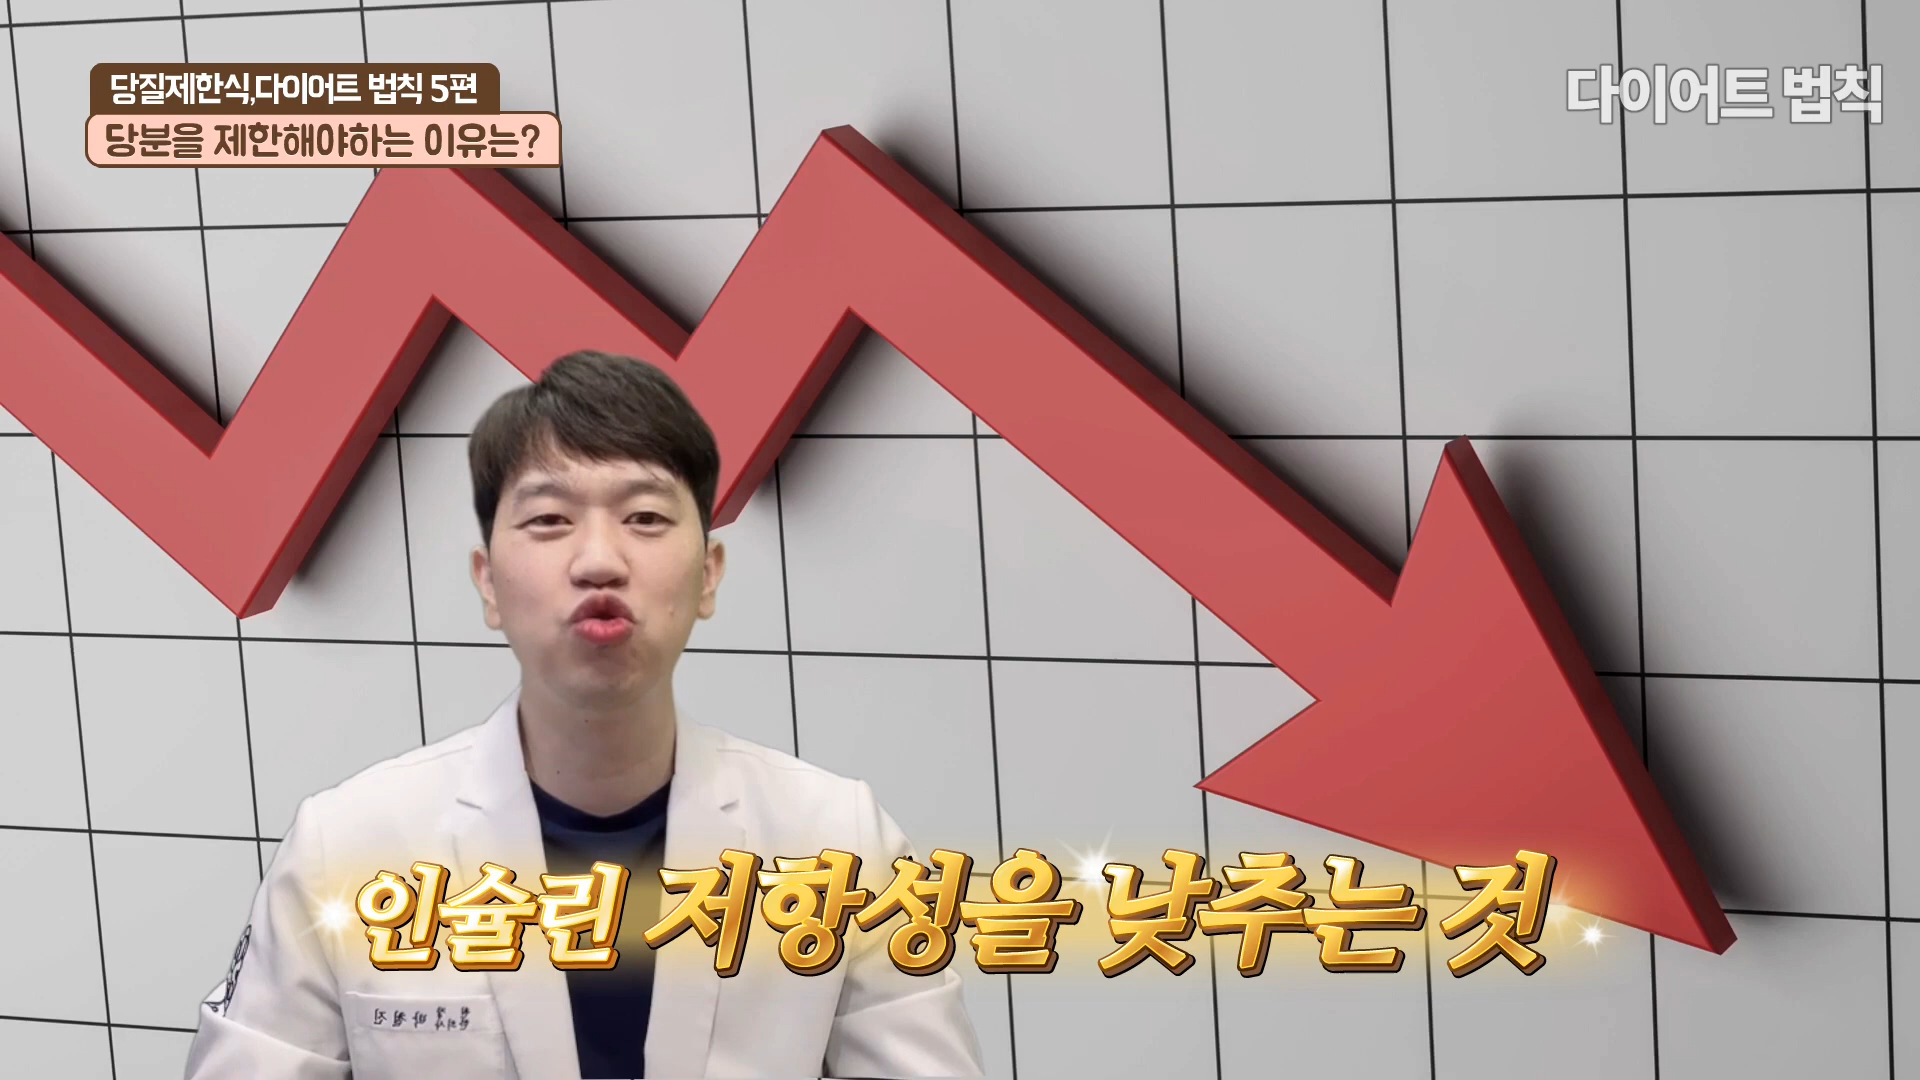 당질제한식,다이어트 법칙 5편
당분을 제한해야하는 이유는?
다이어트 법칙
인슐린 저항성을 낮추는 것